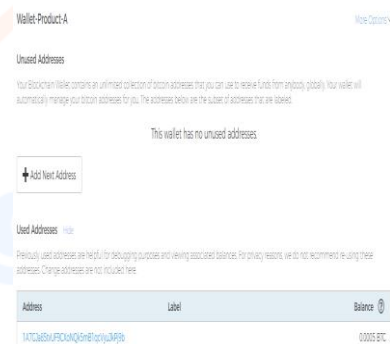 Wallet-Product-A
More Options
Unused Addresses
Your Blockchain Wallet contains an unlimited collection of bitcoin addresses that you can use to receive funds from anybody, globally. Your wallet will
automatically manage your bitcoin addresses for you. The addresses below are the subset of addresses that are labeled.
This wallet has no unused addresses.
+ Add Next Address
Used Addresses Hide
Previously used addresses are helpful for debugging purposes and viewing associated balances. For privacy reasons, we do not recommend re-using these
addresses. Change addresses are not included here.
Address Label Balance ?
0.0005 BTC